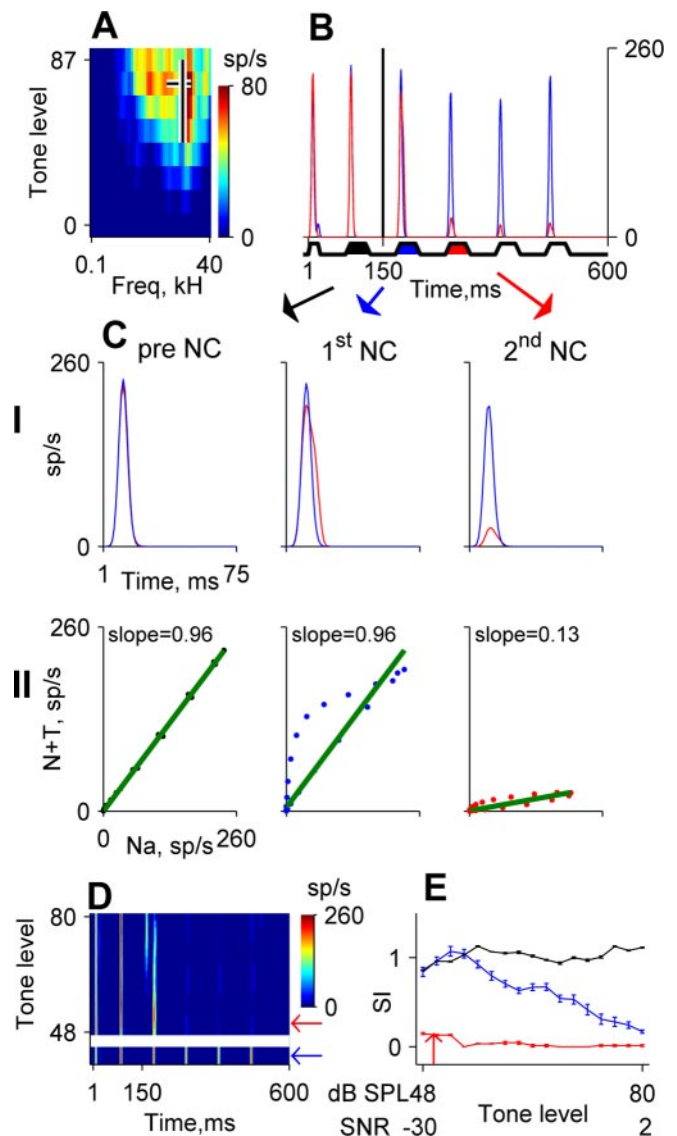 A
B
87
sp/s
80
0
Tone level
0
0.1
40
Freq, kH
260
0
1
150
600
Time,ms
C
pre NC
1st NC
2nd NC
I
260
sp/s
0
1
75
Time, ms
II
260
N+T, sp/s
0
slope=0.96
slope=0.96
slope=0.13
0
260
Na, sp/s
D
sp/s
260
0
80
Tone level
48
1
150
600
Time,ms
E
1
SI
0
dB SPL48
80
SNR -30
Tone level
2